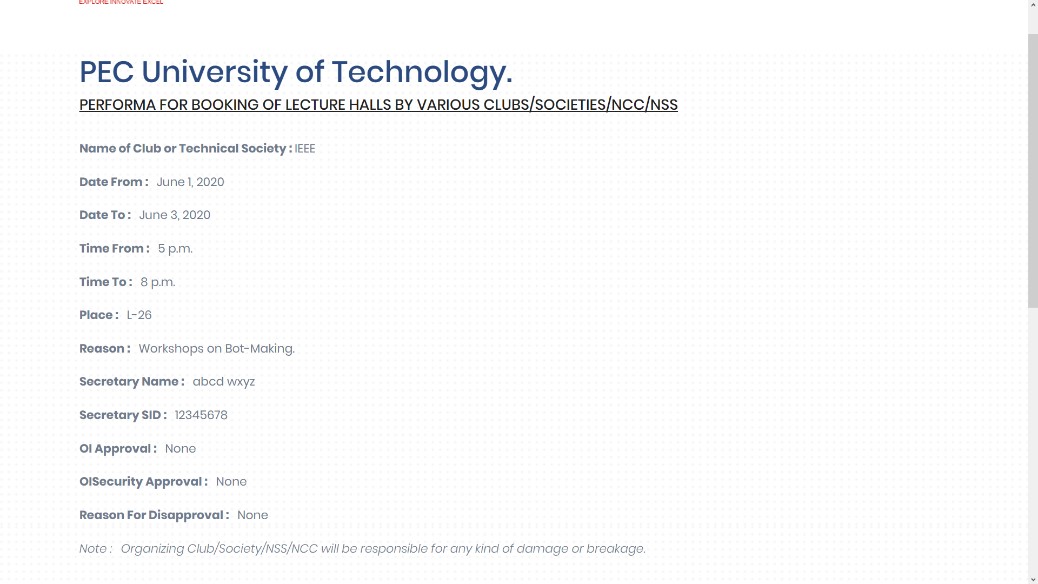 EXPLORE INNOVATE EXCEL
PEC University of Technology.
PERFORMA FOR BOOKING OF LECTURE HALLS BY VARIOUS CLUBS/SOCIETIES/NCC/NSS
Name of Club or Technical Society : IEEE
Date From : June 1, 2020
Date To : June 3, 2020
Time From : 5 p.m.
Time To : 8 p.m.
Place : L-26
Reason : Workshops on Bot-Making.
Secretary Name : abcd wxyz
Secretary SID : 12345678
OI Approval : None
OISecurity Approval : None
Reason For Disapproval : None
Note : Organizing Club/Society/NSS/NCC will be responsible for any kind of damage or breakage.